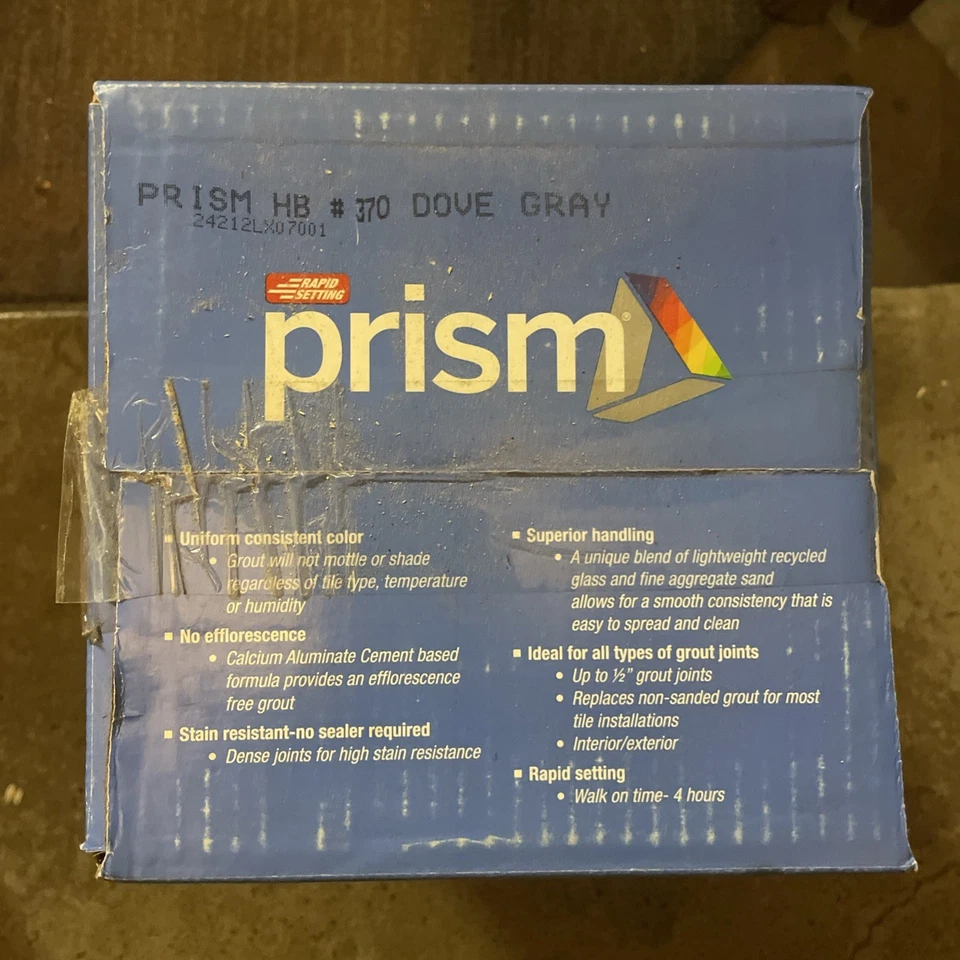 PRISM HB # 370 DOVE GRAY
24212LX07001
RAPID
SETTING
prism®
▪ Uniform consistent color
• Grout will not mottle or shade
regardless of tile type, temperature
or humidity
▪ No efflorescence
• Calcium Aluminate Cement based
formula provides an efflorescence
free grout
▪ Stain resistant-no sealer required
• Dense joints for high stain resistance
▪ Superior handling
• A unique blend of lightweight recycled
glass and fine aggregate sand
allows for a smooth consistency that is
easy to spread and clean
▪ Ideal for all types of grout joints
• Up to ½” grout joints
• Replaces non-sanded grout for most
tile installations
• Interior/exterior
▪ Rapid setting
• Walk on time- 4 hours